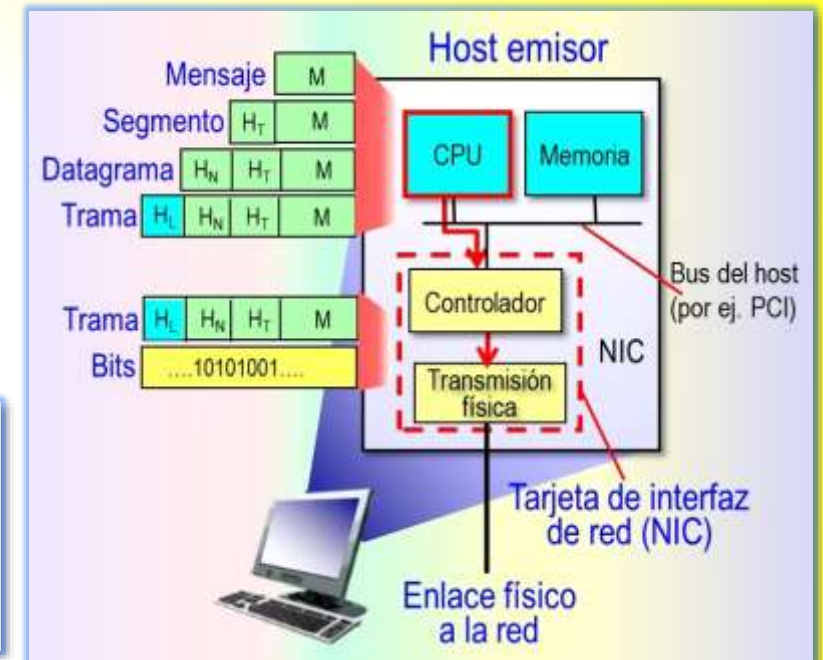 Host emisor
Mensaje M
Segmento H_T M
Datagrama H_N H_T M
Trama H_L H_N H_T M
CPU
Memoria
Bus del host
(por ej. PCI)
Trama H_L H_N H_T M
Bits ....10101001....
Controlador
NIC
Transmisión
física
Tarjeta de interfaz
de red (NIC)
Enlace físico
a la red